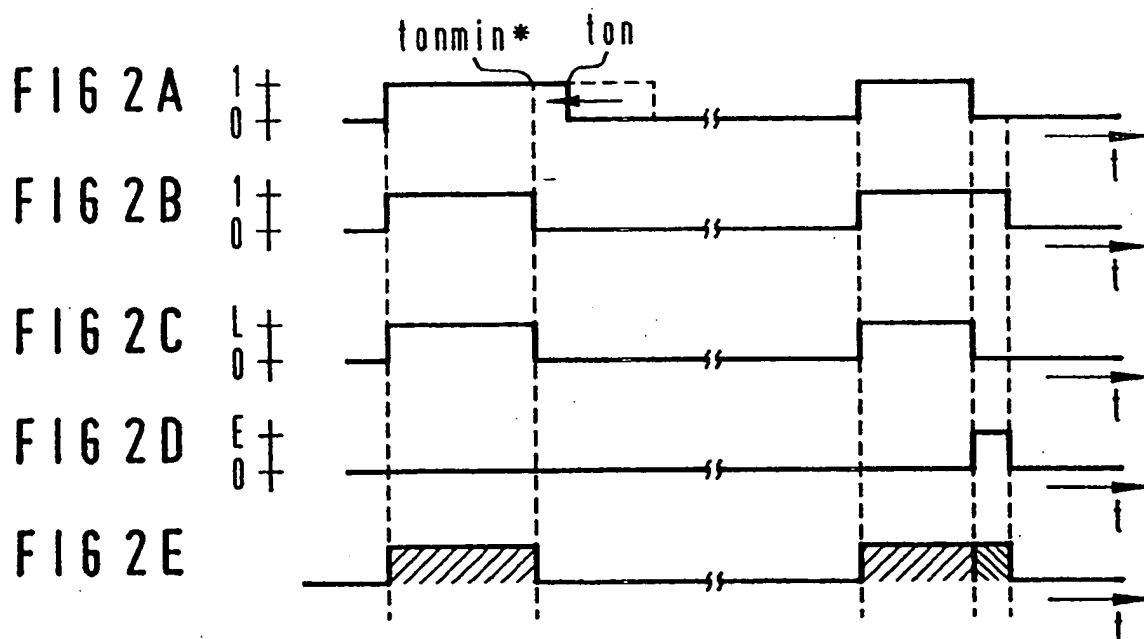 tonmin* ton
FIG 2A 1 0 t
FIG 2B 1 0 t
FIG 2C L 0 t
FIG 2D E 0 t
FIG 2E t